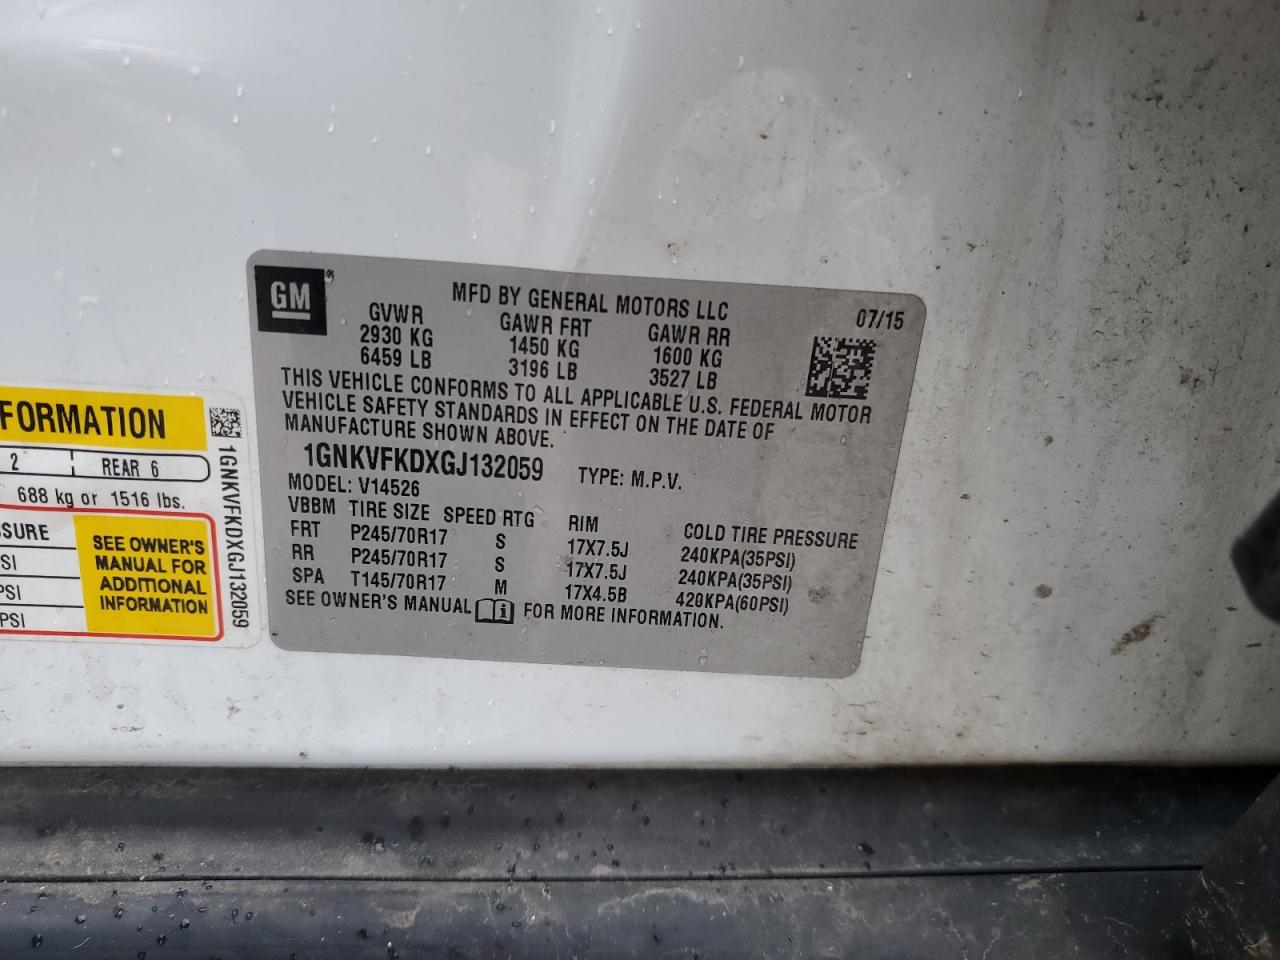 GM
MFD BY GENERAL MOTORS LLC
07/15
GVWR GAWR FRT GAWR RR
2930 KG 1450 KG 1600 KG
6459 LB 3196 LB 3527 LB
THIS VEHICLE CONFORMS TO ALL APPLICABLE U.S. FEDERAL MOTOR
VEHICLE SAFETY STANDARDS IN EFFECT ON THE DATE OF
MANUFACTURE SHOWN ABOVE.
1GNKVFKDXGJ132059 TYPE: M.P.V.
MODEL: V14526
VBBM TIRE SIZE SPEED RTG RIM COLD TIRE PRESSURE
FRT P245/70R17 S 17X7.5J 240KPA(35PSI)
RR P245/70R17 S 17X7.5J 240KPA(35PSI)
SPA T145/70R17 M 17X4.5B 420KPA(60PSI)
SEE OWNER'S MANUAL FOR MORE INFORMATION.
FORMATION
2 REAR 6
688 kg or 1516 lbs.
SSURE
SI
PSI
PSI
SEE OWNER'S
MANUAL FOR
ADDITIONAL
INFORMATION
1GNKVFKDXGJ132059